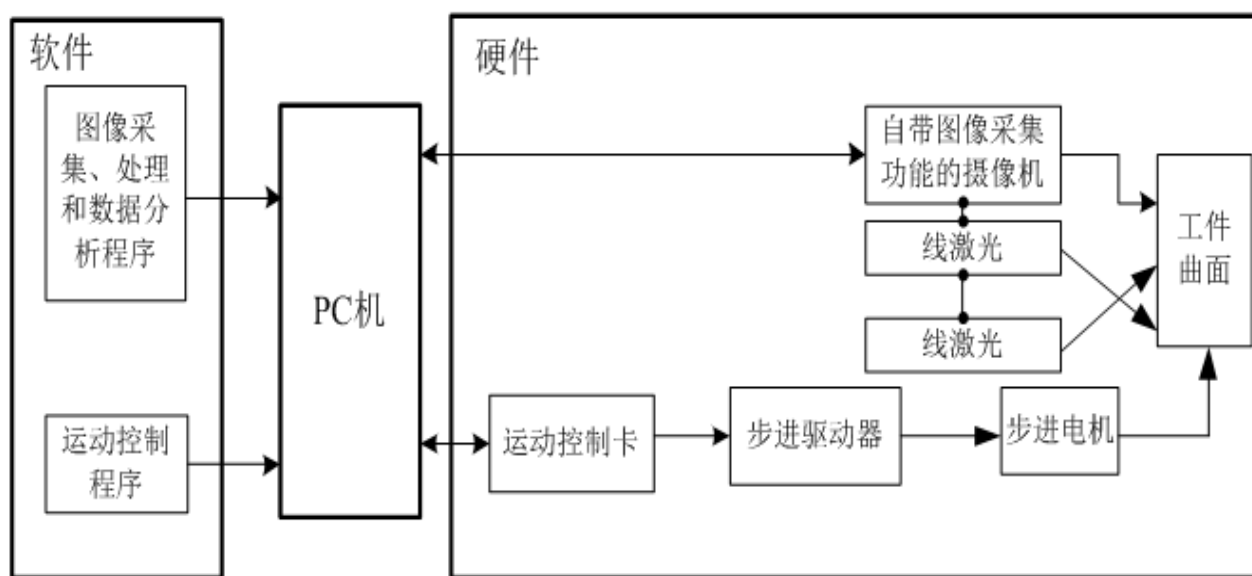 软件
图像采
集、处理
和数据分
析程序
运动控制
程序
PC机
硬件
自带图像采集
功能的摄像机
线激光
线激光
工件
曲面
运动控制卡
步进驱动器
步进电机